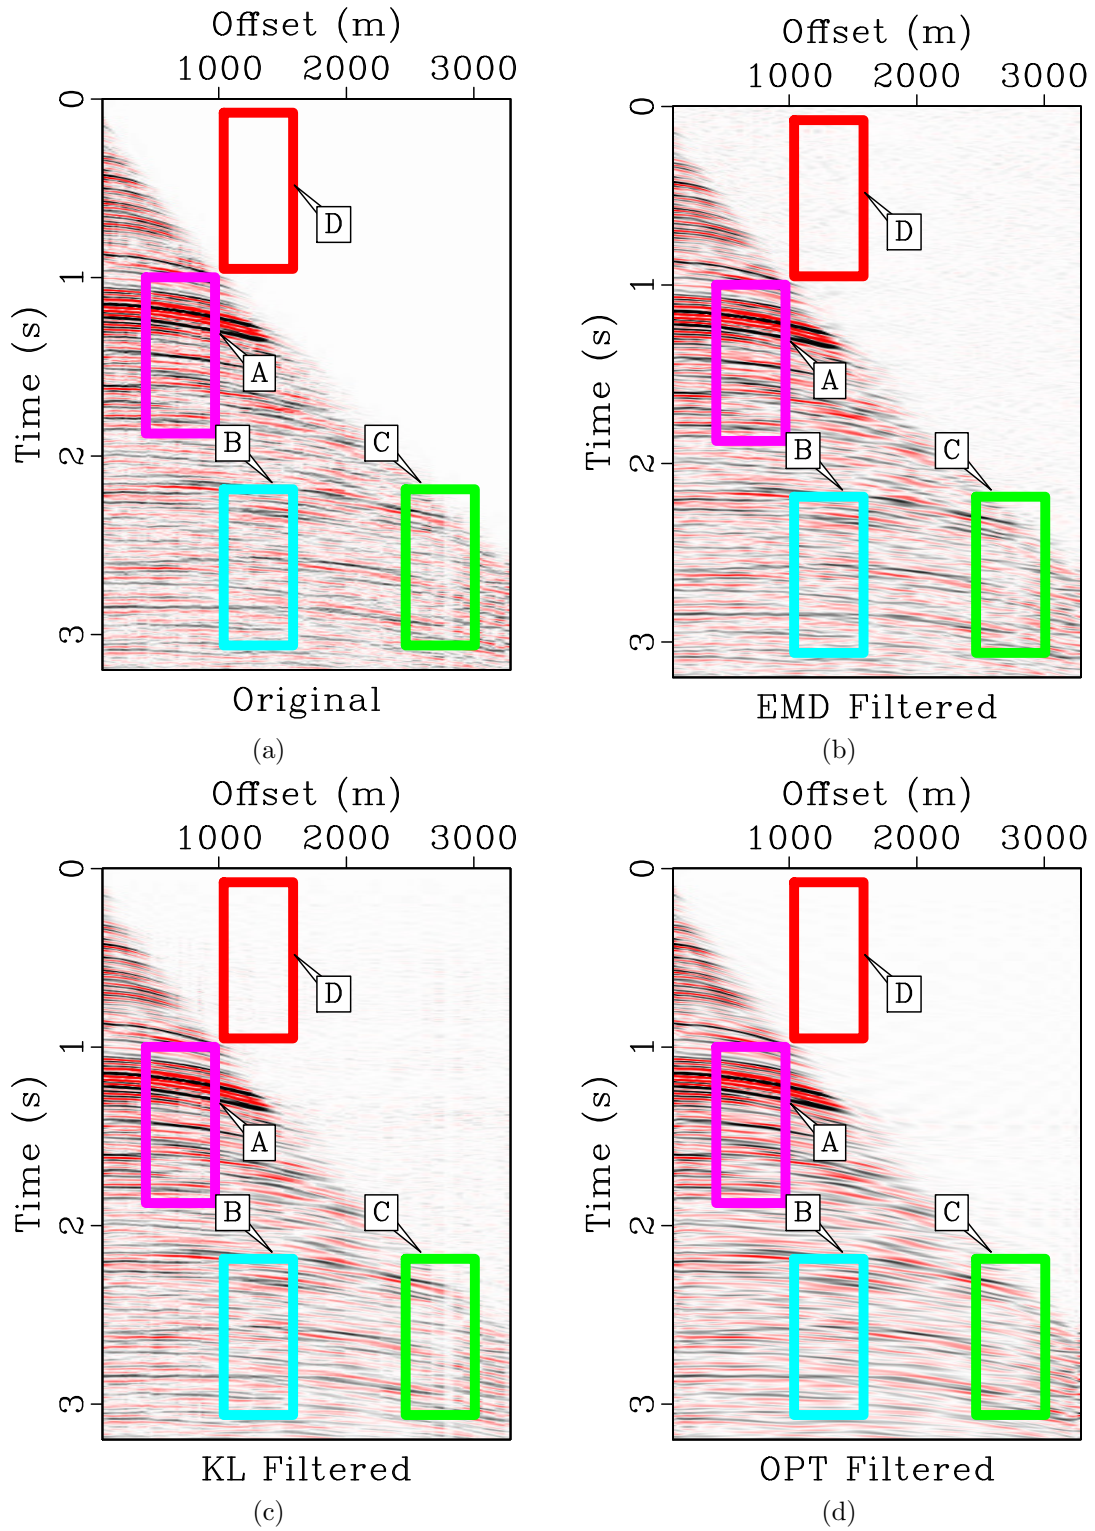 Offset (m)
1000 2000 3000
0
1
2
3
Time (s)
D
A
B
C
Original
(a)
Offset (m)
1000 2000 3000
0
1
2
3
Time (s)
D
A
B
C
EMD Filtered
(b)
Offset (m)
1000 2000 3000
0
1
2
3
Time (s)
D
A
B
C
KL Filtered
(c)
Offset (m)
1000 2000 3000
0
1
2
3
Time (s)
D
A
B
C
OPT Filtered
(d)